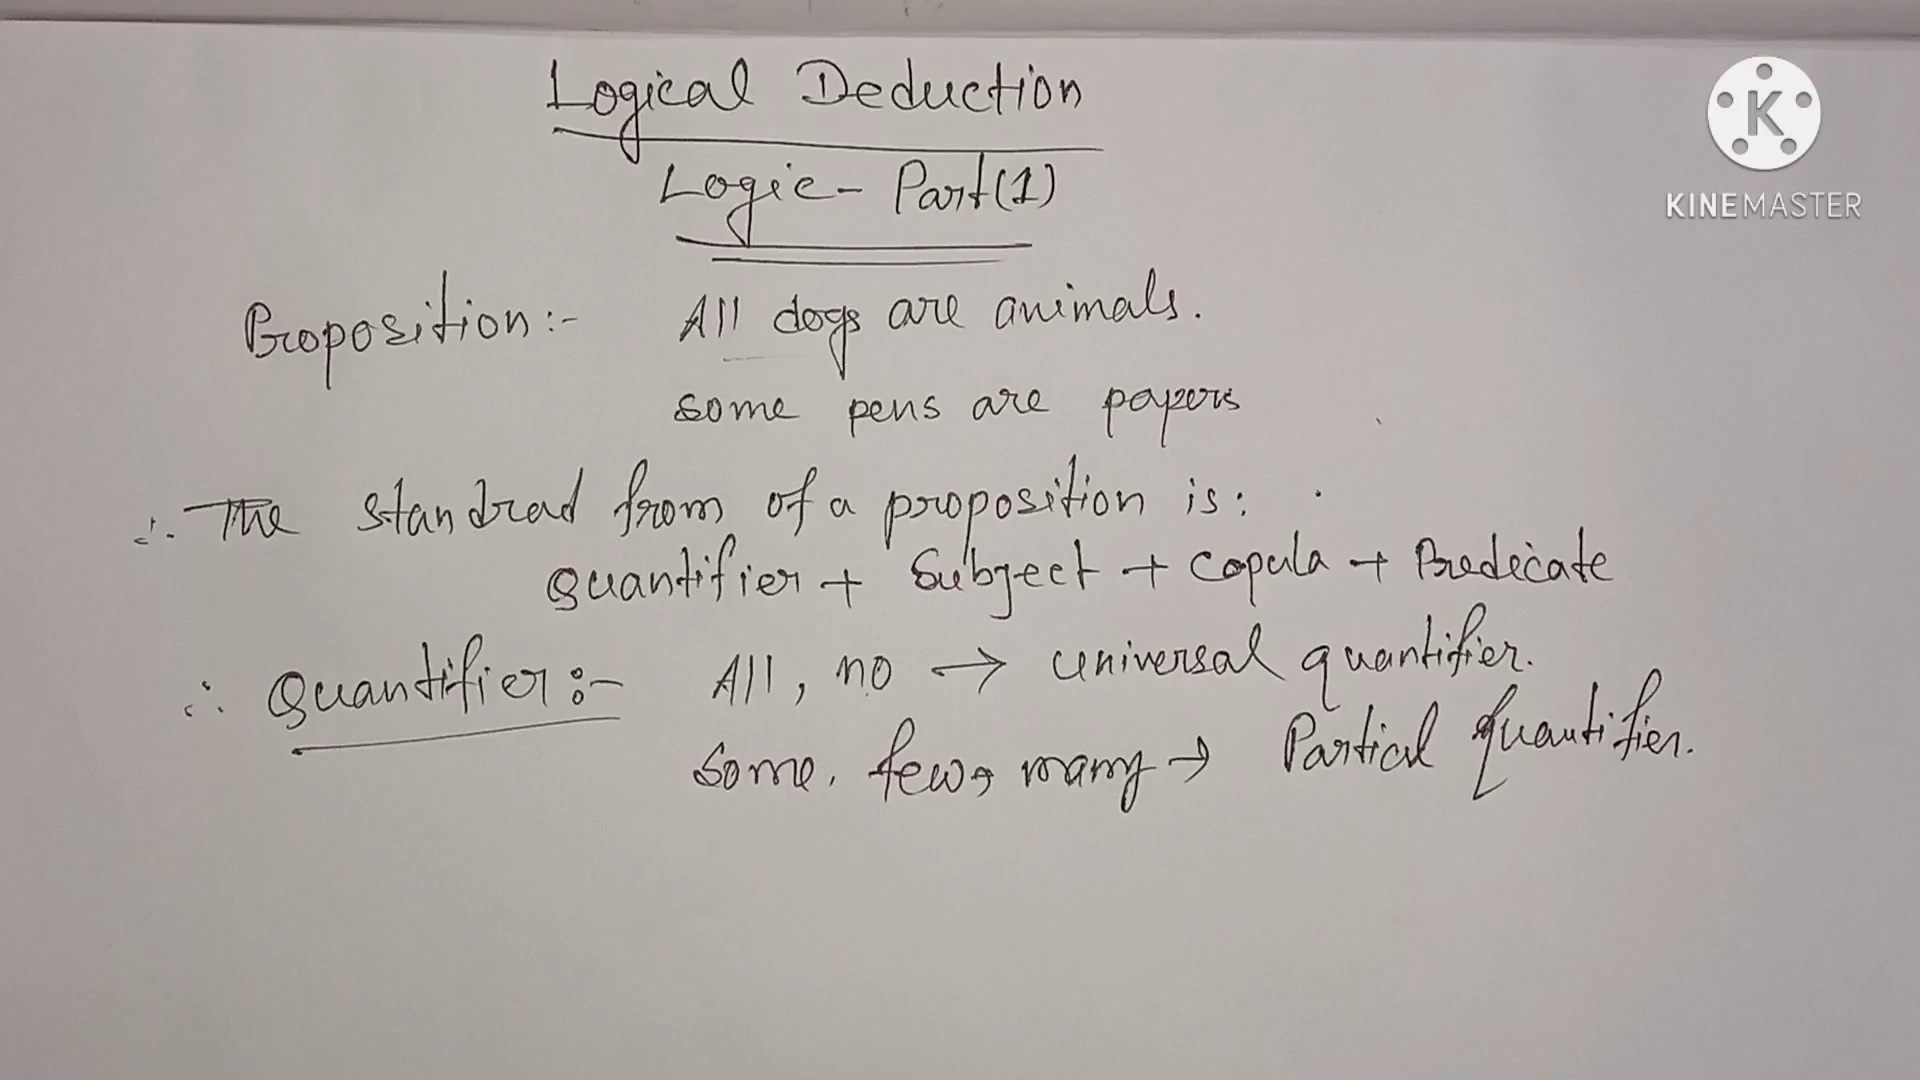 Logical Deduction
Logic - Part (1)
K
KINEMASTER
Proposition :- All dogs are animals.
some pens are papers
∴ The standrad from of a proposition is :
Quantifier + Subject + Copula + Predicate
∴ Quantifier :- All, no → universal quantifier.
Some, few, many → Partial quantifier.